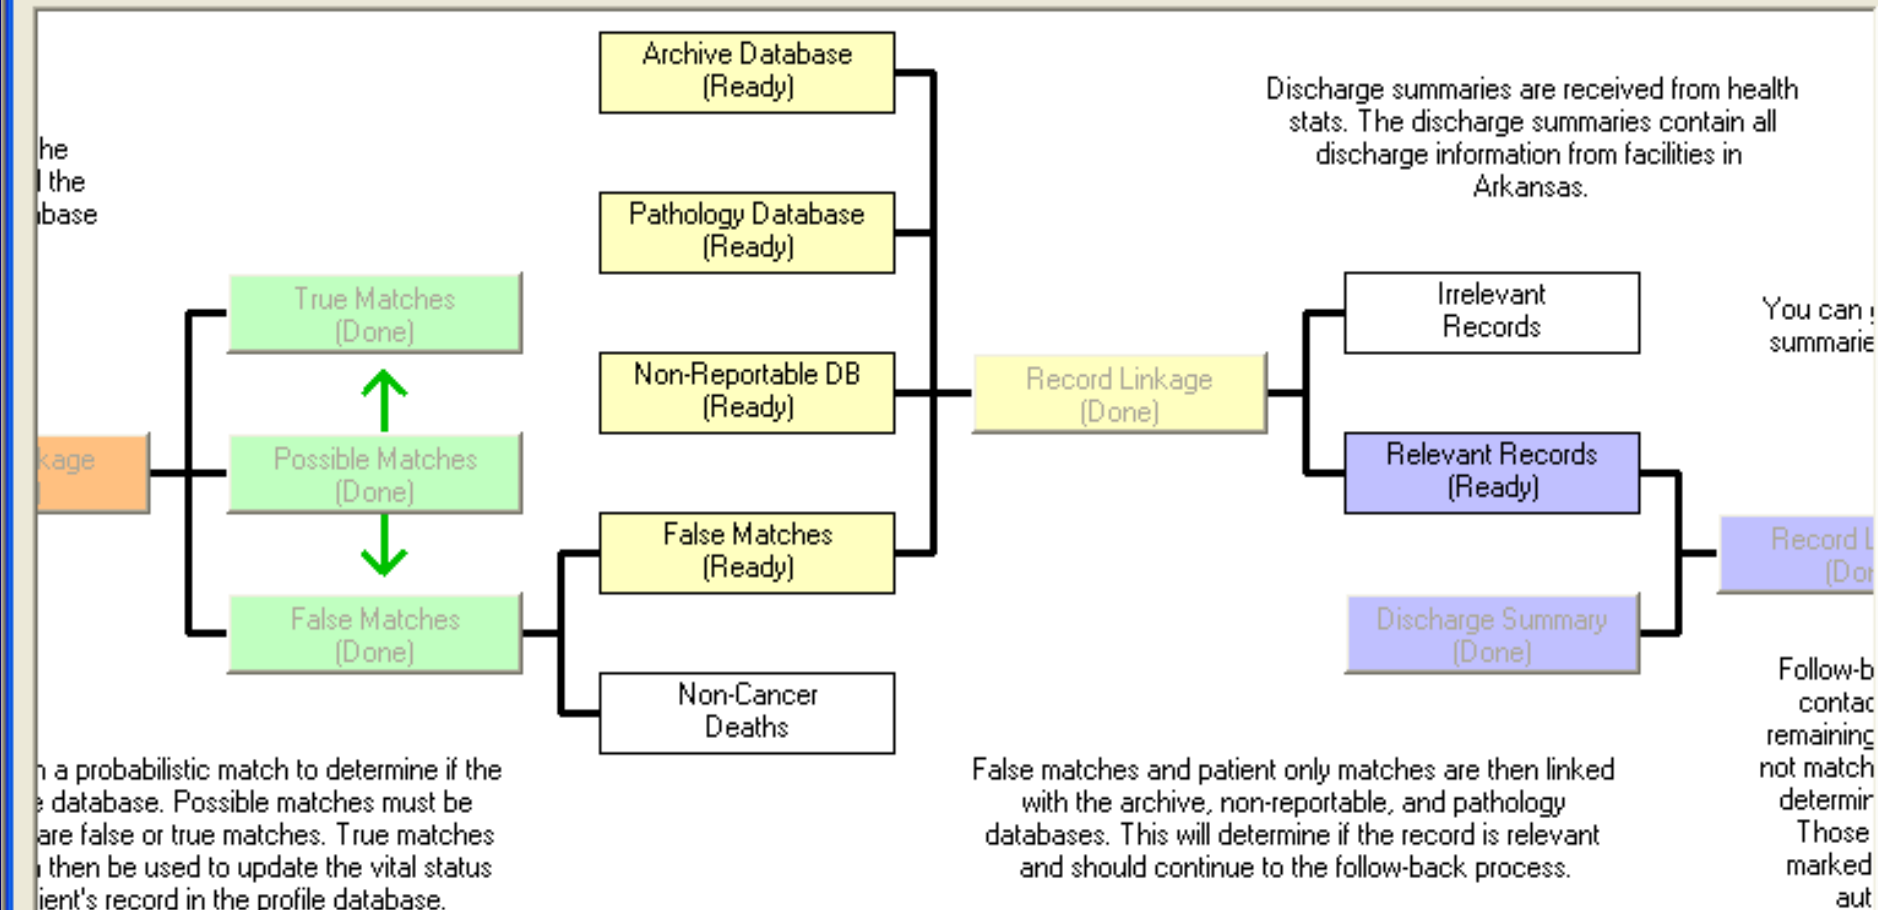 he
the
base
Archive Database
(Ready)
Pathology Database
(Ready)
Non-Reportable DB
(Ready)
False Matches
(Ready)
Non-Cancer
Deaths
True Matches
(Done)
Possible Matches
(Done)
False Matches
(Done)
kage
Discharge summaries are received from health
stats. The discharge summaries contain all
discharge information from facilities in
Arkansas.
Record Linkage
(Done)
Irrelevant
Records
Relevant Records
(Ready)
Discharge Summary
(Done)
You can
summarie
Record L
(Don
a probabilistic match to determine if the
database. Possible matches must be
are false or true matches. True matches
then be used to update the vital status
ient's record in the profile database.
False matches and patient only matches are then linked
with the archive, non-reportable, and pathology
databases. This will determine if the record is relevant
and should continue to the follow-back process.
Follow-b
contac
remaining
not match
determin
Those
marked
aut